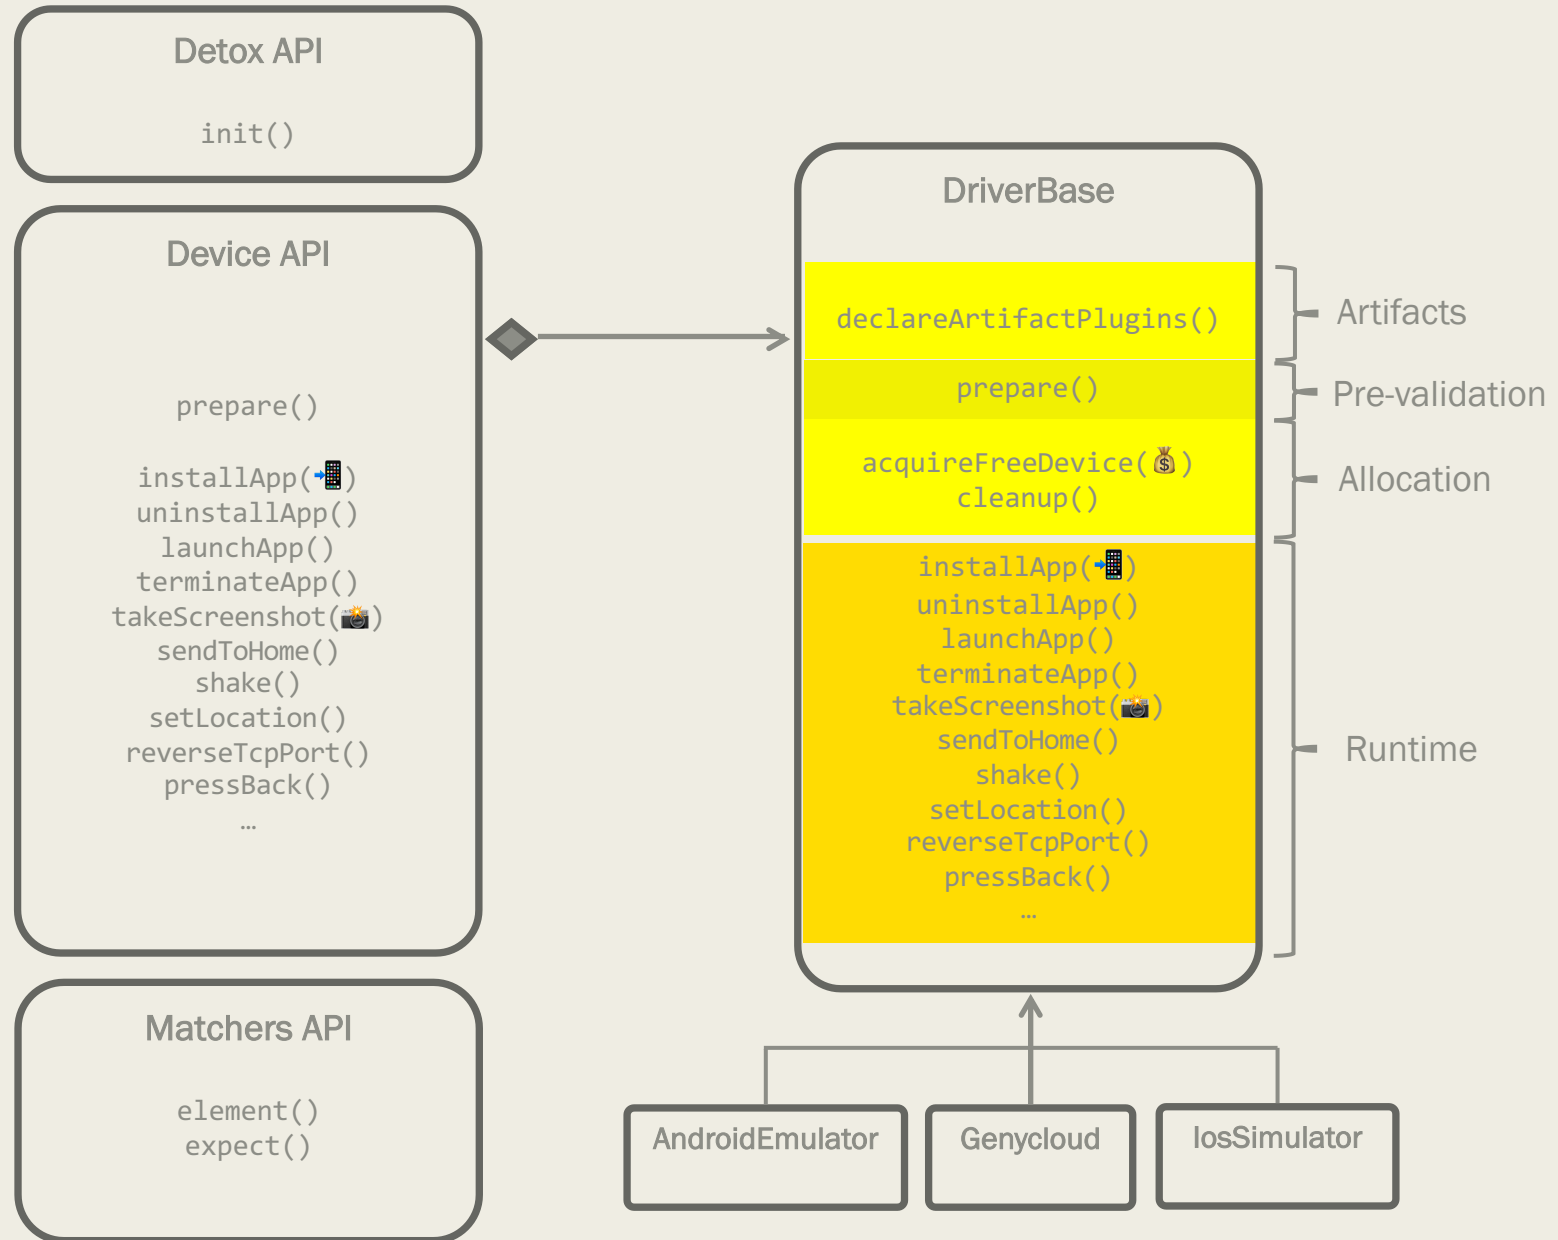 Detox API
init()
Device API
prepare()
installApp(📲)
uninstallApp()
launchApp()
terminateApp()
takeScreenshot(📸)
sendToHome()
shake()
setLocation()
reverseTcpPort()
pressBack()
…
Matchers API
element()
expect()
DriverBase
declareArtifactPlugins()
prepare()
acquireFreeDevice(💰)
cleanup()
installApp(📲)
uninstallApp()
launchApp()
terminateApp()
takeScreenshot(📸)
sendToHome()
shake()
setLocation()
reverseTcpPort()
pressBack()
…
Artifacts
Pre-validation
Allocation
Runtime
AndroidEmulator
Genycloud
IosSimulator